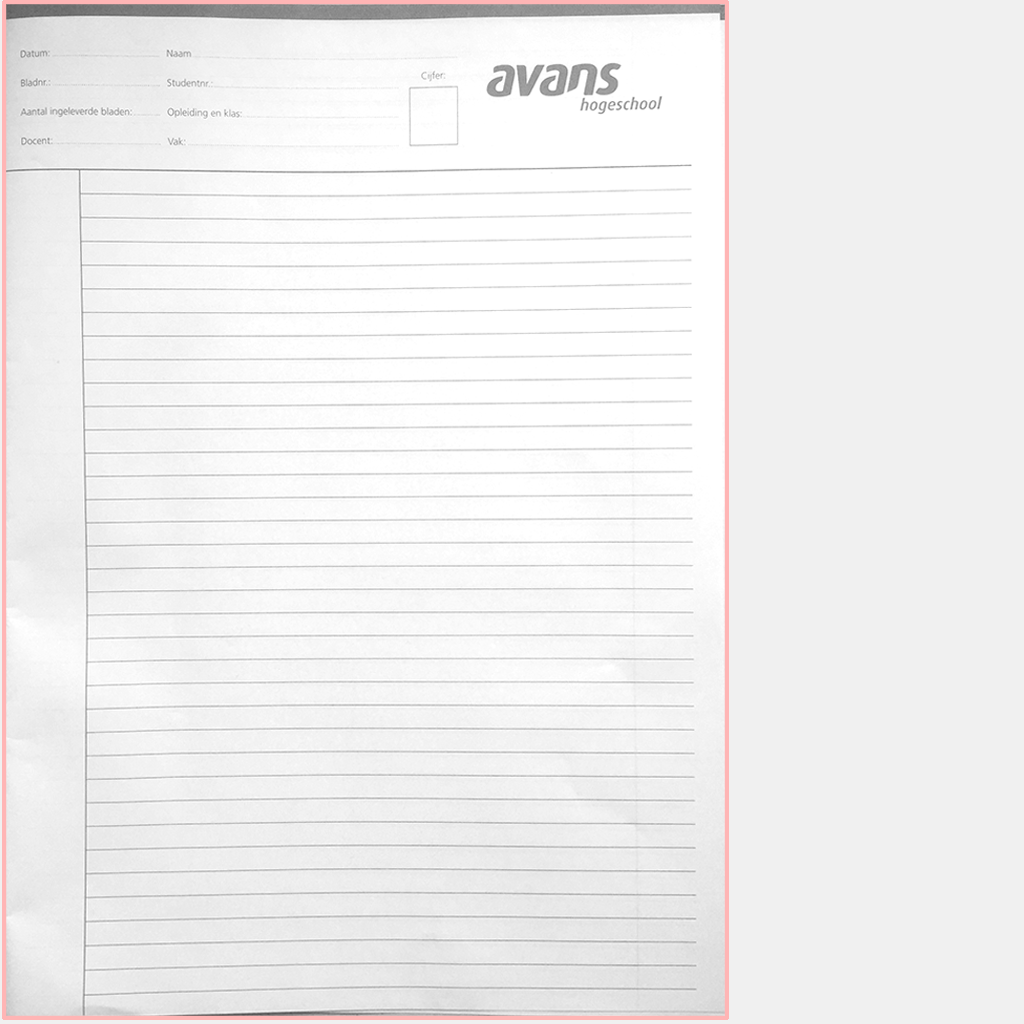 Datum: Naam
Bladnr.: Studentnr.:
Aantal ingeleverde bladen: Opleiding en klas:
Docent: Vak:
Cijfer:
avans
hogeschool